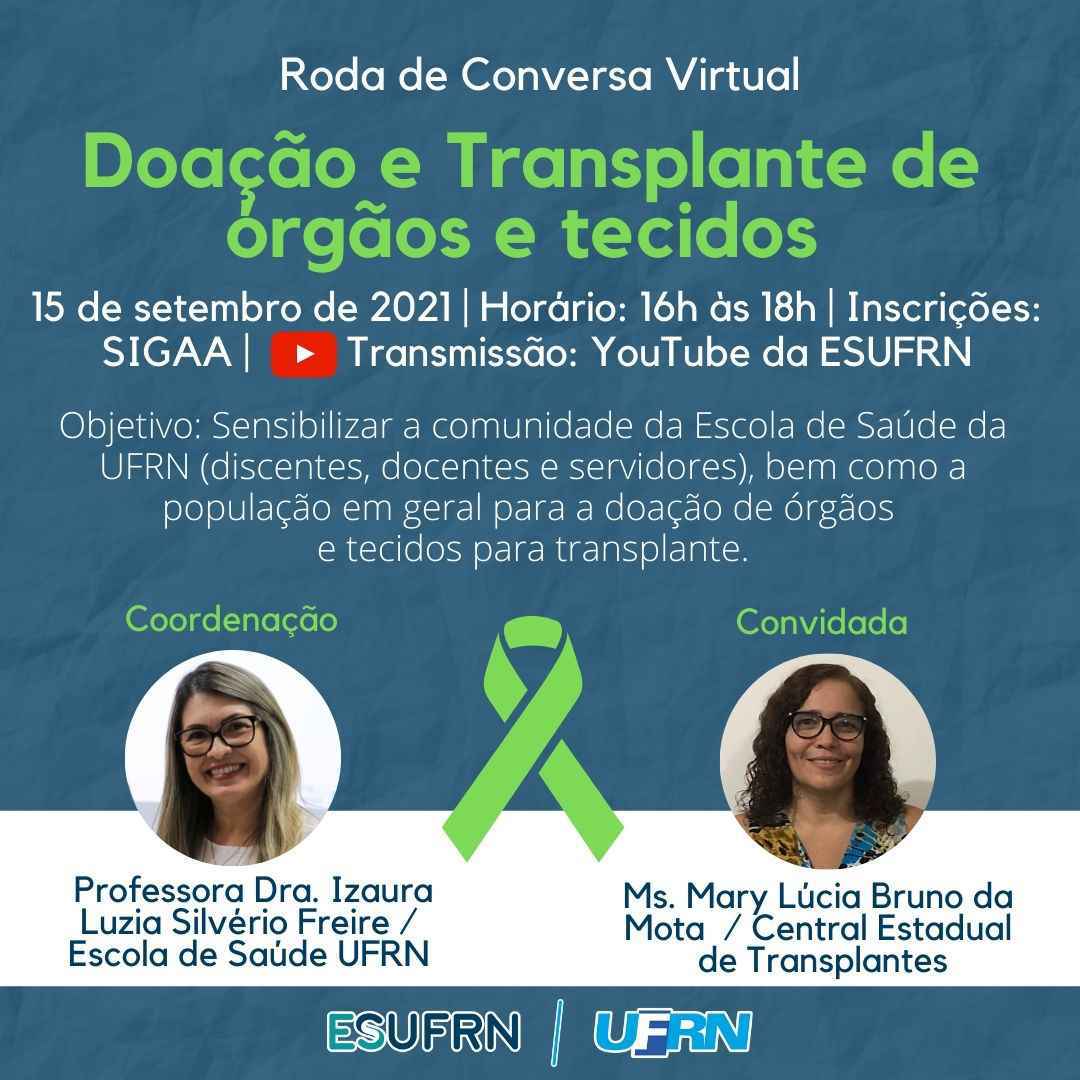 Roda de Conversa Virtual
Doação e Transplante de
órgãos e tecidos
15 de setembro de 2021 | Horário: 16h às 18h | Inscrições:
SIGAA | Transmissão: YouTube da ESUFRN
Objetivo: Sensibilizar a comunidade da Escola de Saúde da
UFRN (discentes, docentes e servidores), bem como a
população em geral para a doação de órgãos
e tecidos para transplante.
Coordenação
Professora Dra. Izaura
Luzia Silvério Freire /
Escola de Saúde UFRN
Convidada
Ms. Mary Lúcia Bruno da
Mota / Central Estadual
de Transplantes
ESUFRN / UFRN